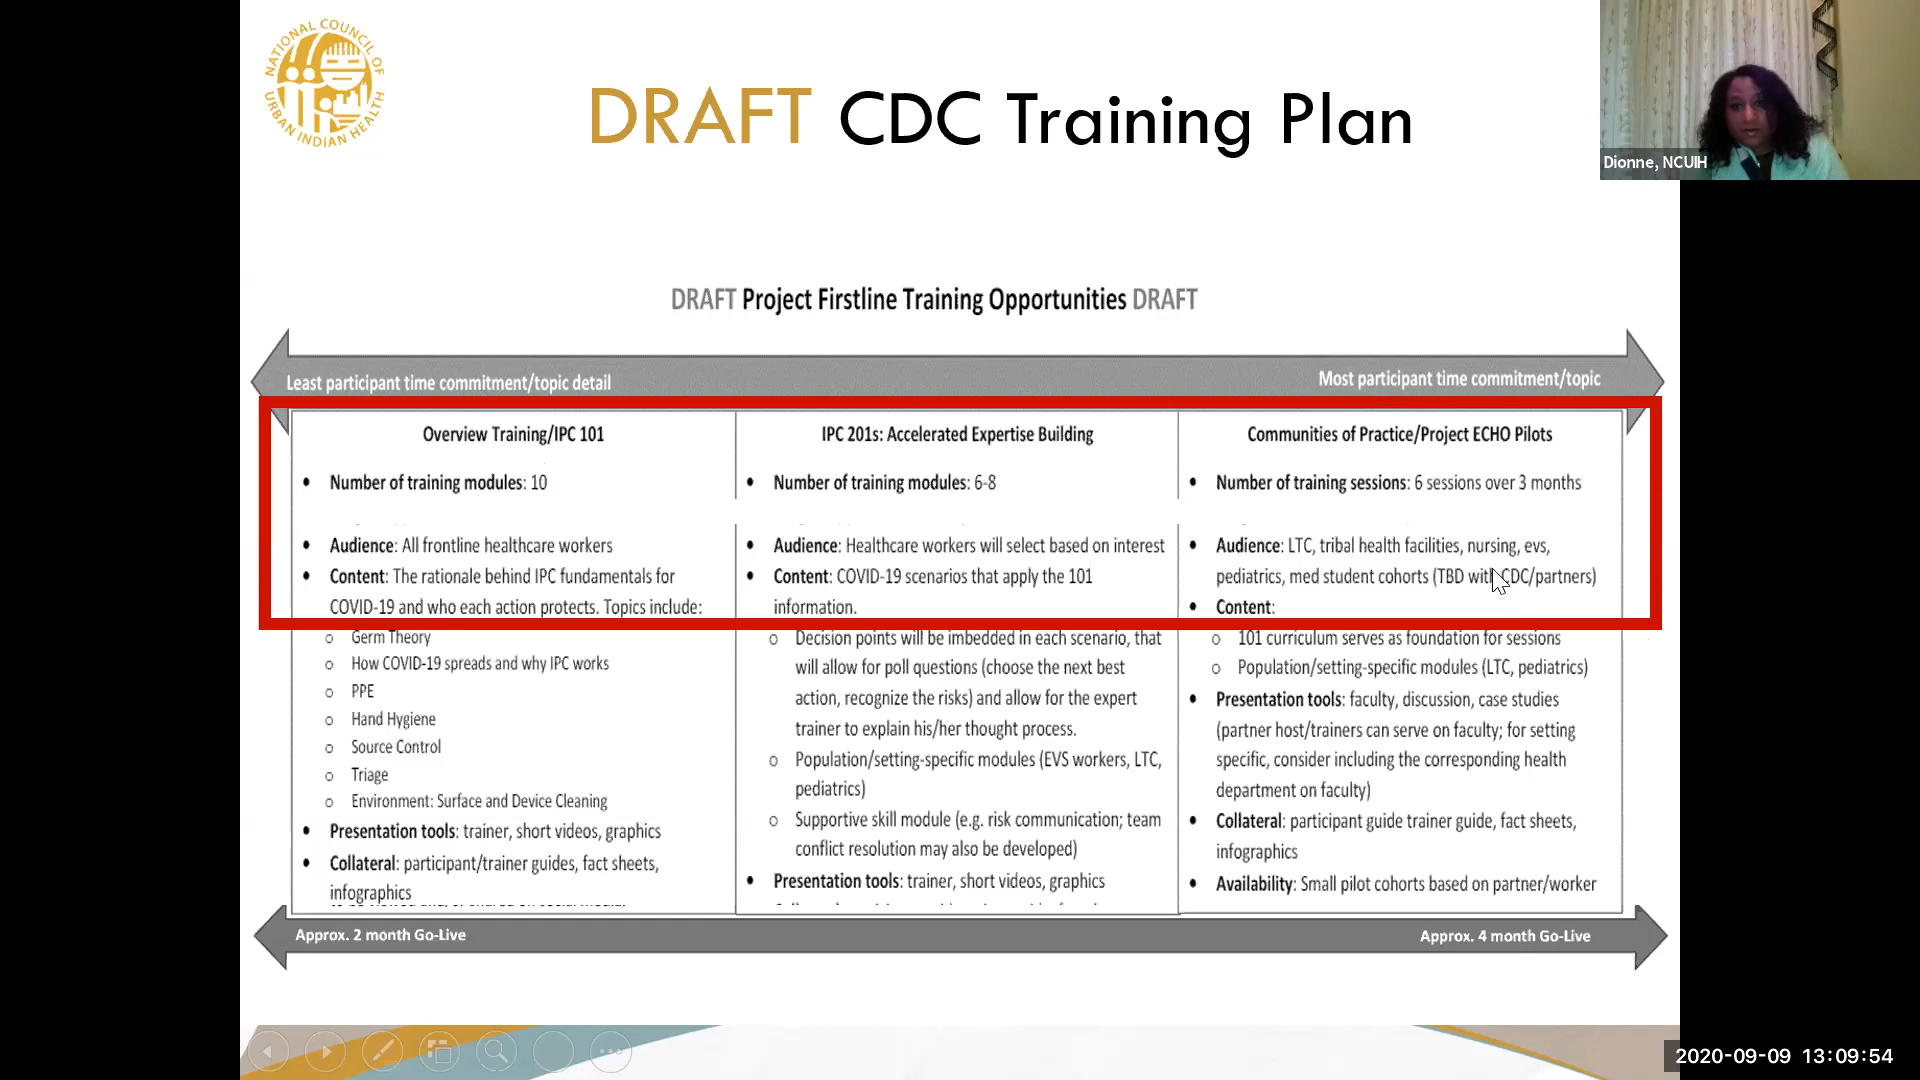 NATIONAL COUNCIL OF
URBAN INDIAN HEALTH
DRAFT CDC Training Plan
Dionne, NCUIH
DRAFT Project Firstline Training Opportunities DRAFT
Least participant time commitment/topic detail
Most participant time commitment/topic
Overview Training/IPC 101
• Number of training modules: 10
• Audience: All frontline healthcare workers
• Content: The rationale behind IPC fundamentals for
COVID-19 and who each action protects. Topics include:
o Germ Theory
o How COVID-19 spreads and why IPC works
o PPE
o Hand Hygiene
o Source Control
o Triage
o Environment: Surface and Device Cleaning
• Presentation tools: trainer, short videos, graphics
• Collateral: participant/trainer guides, fact sheets,
infographics
IPC 201s: Accelerated Expertise Building
• Number of training modules: 6-8
• Audience: Healthcare workers will select based on interest
• Content: COVID-19 scenarios that apply the 101
information.
o Decision points will be imbedded in each scenario, that
will allow for poll questions (choose the next best
action, recognize the risks) and allow for the expert
trainer to explain his/her thought process.
o Population/setting-specific modules (EVS workers, LTC,
pediatrics)
o Supportive skill module (e.g. risk communication; team
conflict resolution may also be developed)
• Presentation tools: trainer, short videos, graphics
Communities of Practice/Project ECHO Pilots
• Number of training sessions: 6 sessions over 3 months
• Audience: LTC, tribal health facilities, nursing, evs,
pediatrics, med student cohorts (TBD with CDC/partners)
• Content:
o 101 curriculum serves as foundation for sessions
o Population/setting-specific modules (LTC, pediatrics)
• Presentation tools: faculty, discussion, case studies
(partner host/trainers can serve on faculty; for setting
specific, consider including the corresponding health
department on faculty)
• Collateral: participant guide trainer guide, fact sheets,
infographics
• Availability: Small pilot cohorts based on partner/worker
Approx. 2 month Go-Live
Approx. 4 month Go-Live
2020-09-09 13:09:54